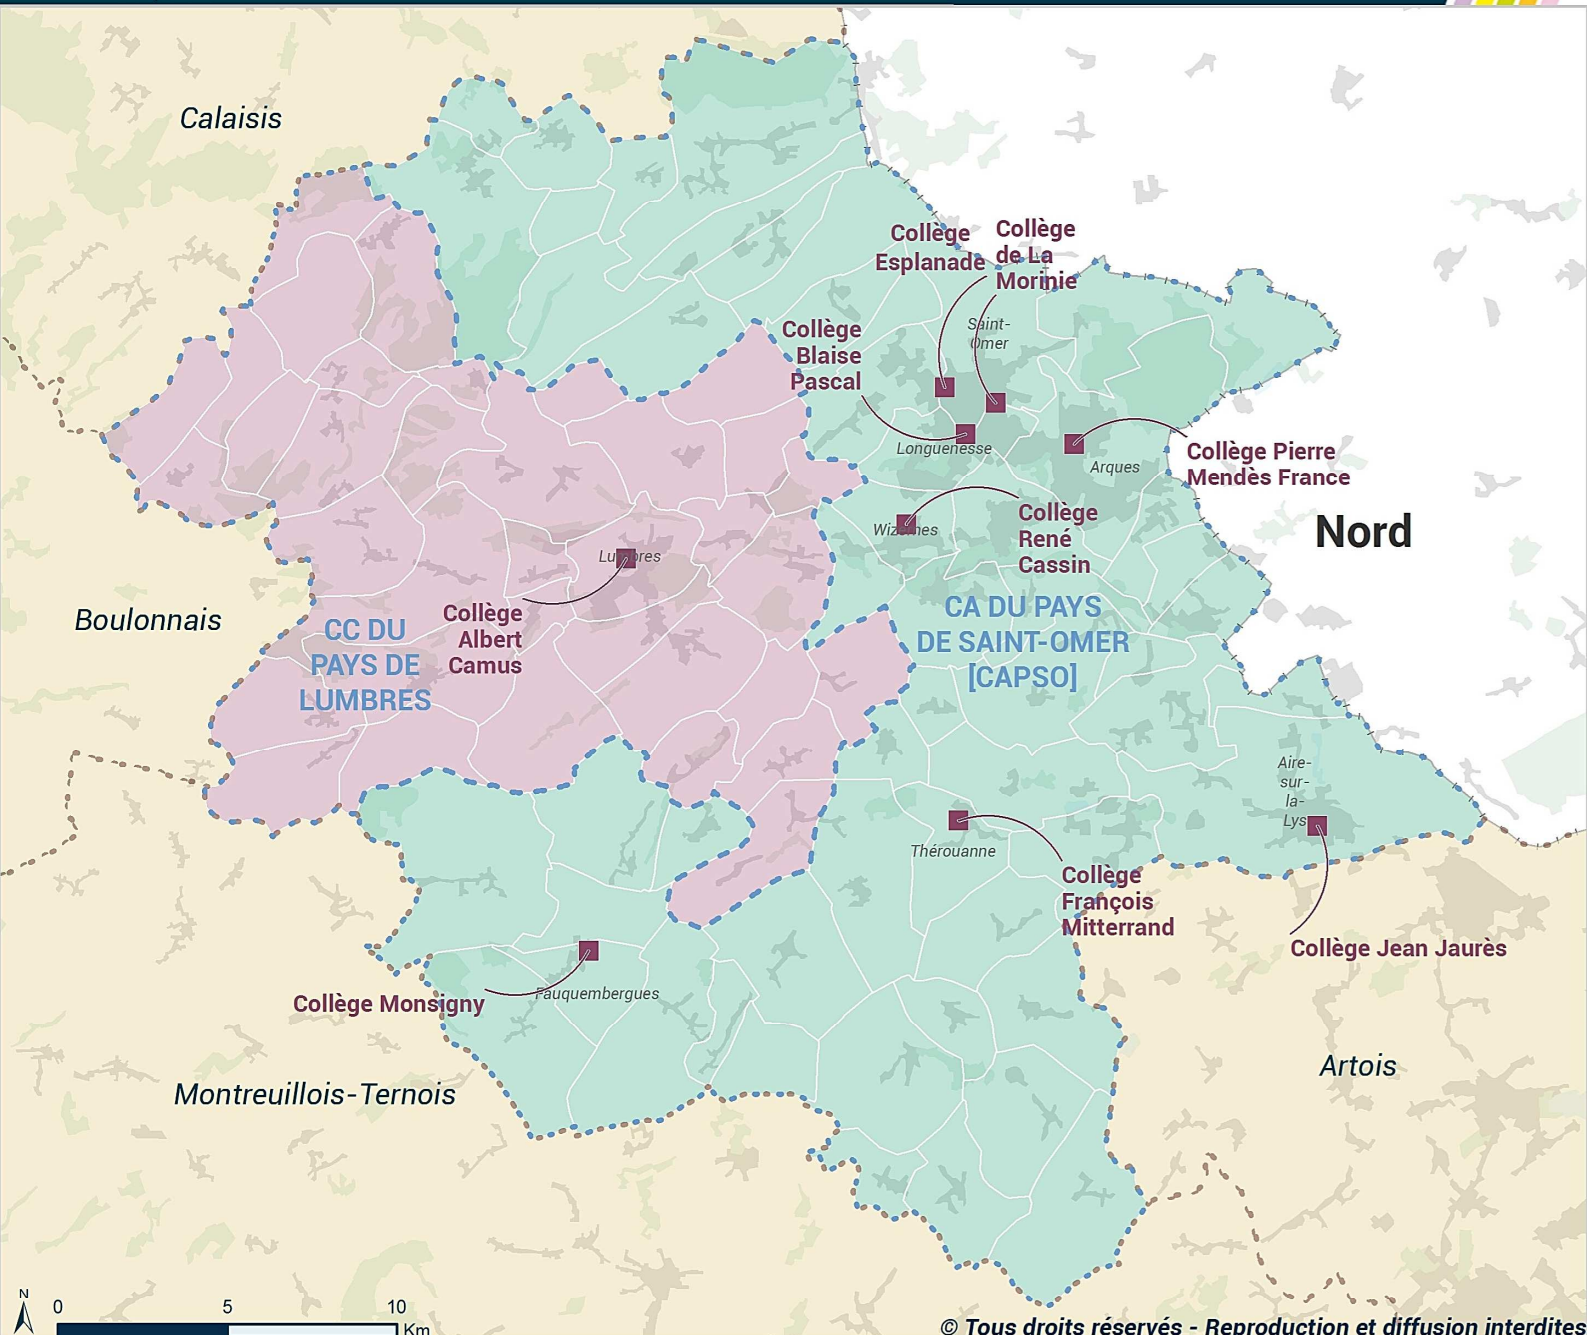 Calaisis
Collège
Esplanade
Collège
de La
Morinie
Saint-
Omer
Collège
Blaise
Pascal
Longuenesse
Arques
Collège Pierre
Mendès France
Nord
Wizernes
Collège
René
Cassin
Lumbres
Collège
Albert
Camus
Boulonnais
CC DU
PAYS DE
LUMBRES
CA DU PAYS
DE SAINT-OMER
[CAPSO]
Aire-
sur-
la-
Lys
Thérouanne
Collège
François
Mitterrand
Collège Jean Jaurès
Collège Monsigny
Fauquembergues
Montreuillois-Ternois
Artois
N
0 5 10
Km
© Tous droits réservés - Reproduction et diffusion interdites